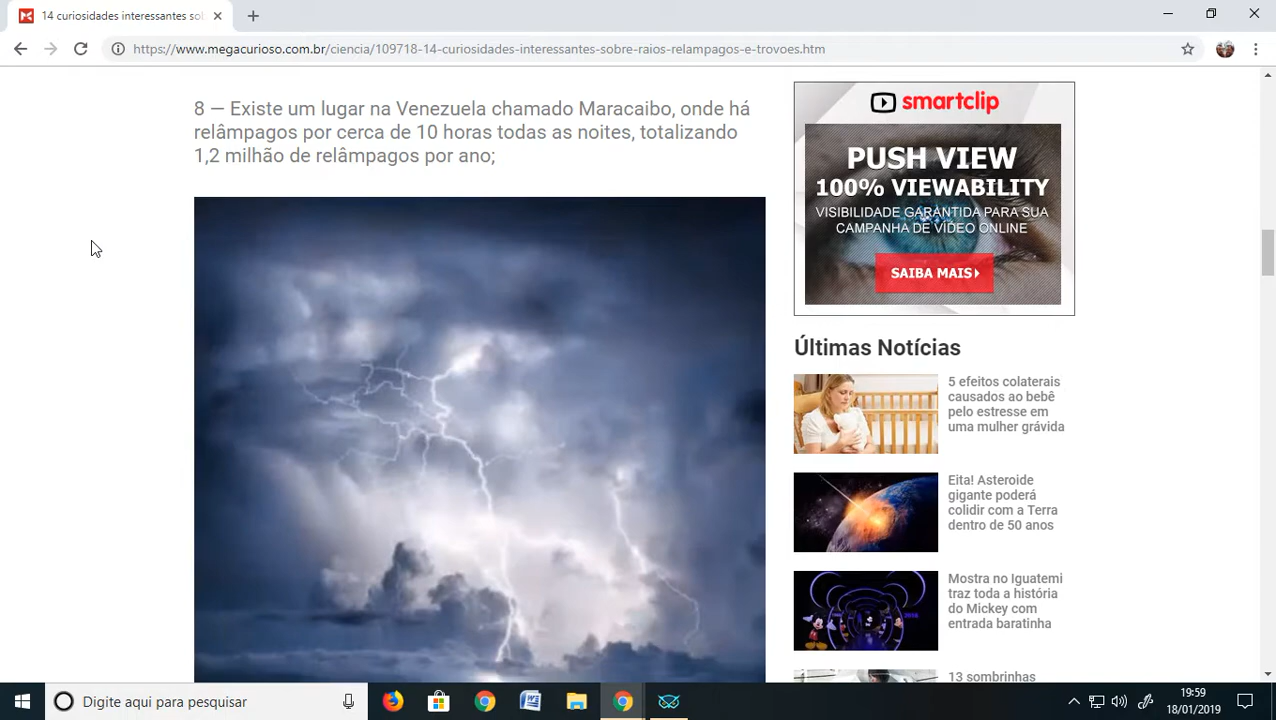 14 curiosidades interessantes sol
https://www.megacurioso.com.br/ciencia/109718-14-curiosidades-interessantes-sobre-raios-relampagos-e-trovoes.htm
8 — Existe um lugar na Venezuela chamado Maracaibo, onde há
relâmpagos por cerca de 10 horas todas as noites, totalizando
1,2 milhão de relâmpagos por ano;
smartclip
PUSH VIEW
100% VIEWABILITY
VISIBILIDADE GARANTIDA PARA SUA
CAMPANHA DE VÍDEO ONLINE
SAIBA MAIS
Últimas Notícias
5 efeitos colaterais
causados ao bebê
pelo estresse em
uma mulher grávida
Eita! Asteroide
gigante poderá
colidir com a Terra
dentro de 50 anos
Mostra no Iguatemi
traz toda a história
do Mickey com
entrada baratinha
13 sombrinhas
Digite aqui para pesquisar
19:59
18/01/2019